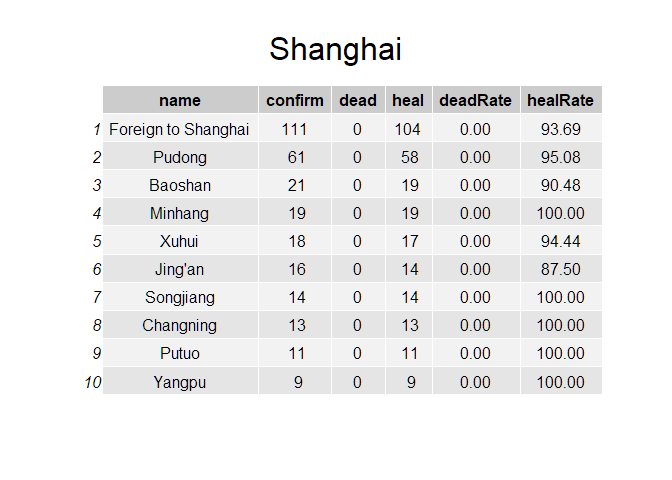 Shanghai
name confirm dead heal deadRate healRate
1 Foreign to Shanghai 111 0 104 0.00 93.69
2 Pudong 61 0 58 0.00 95.08
3 Baoshan 21 0 19 0.00 90.48
4 Minhang 19 0 19 0.00 100.00
5 Xuhui 18 0 17 0.00 94.44
6 Jing'an 16 0 14 0.00 87.50
7 Songjiang 14 0 14 0.00 100.00
8 Changning 13 0 13 0.00 100.00
9 Putuo 11 0 11 0.00 100.00
10 Yangpu 9 0 9 0.00 100.00